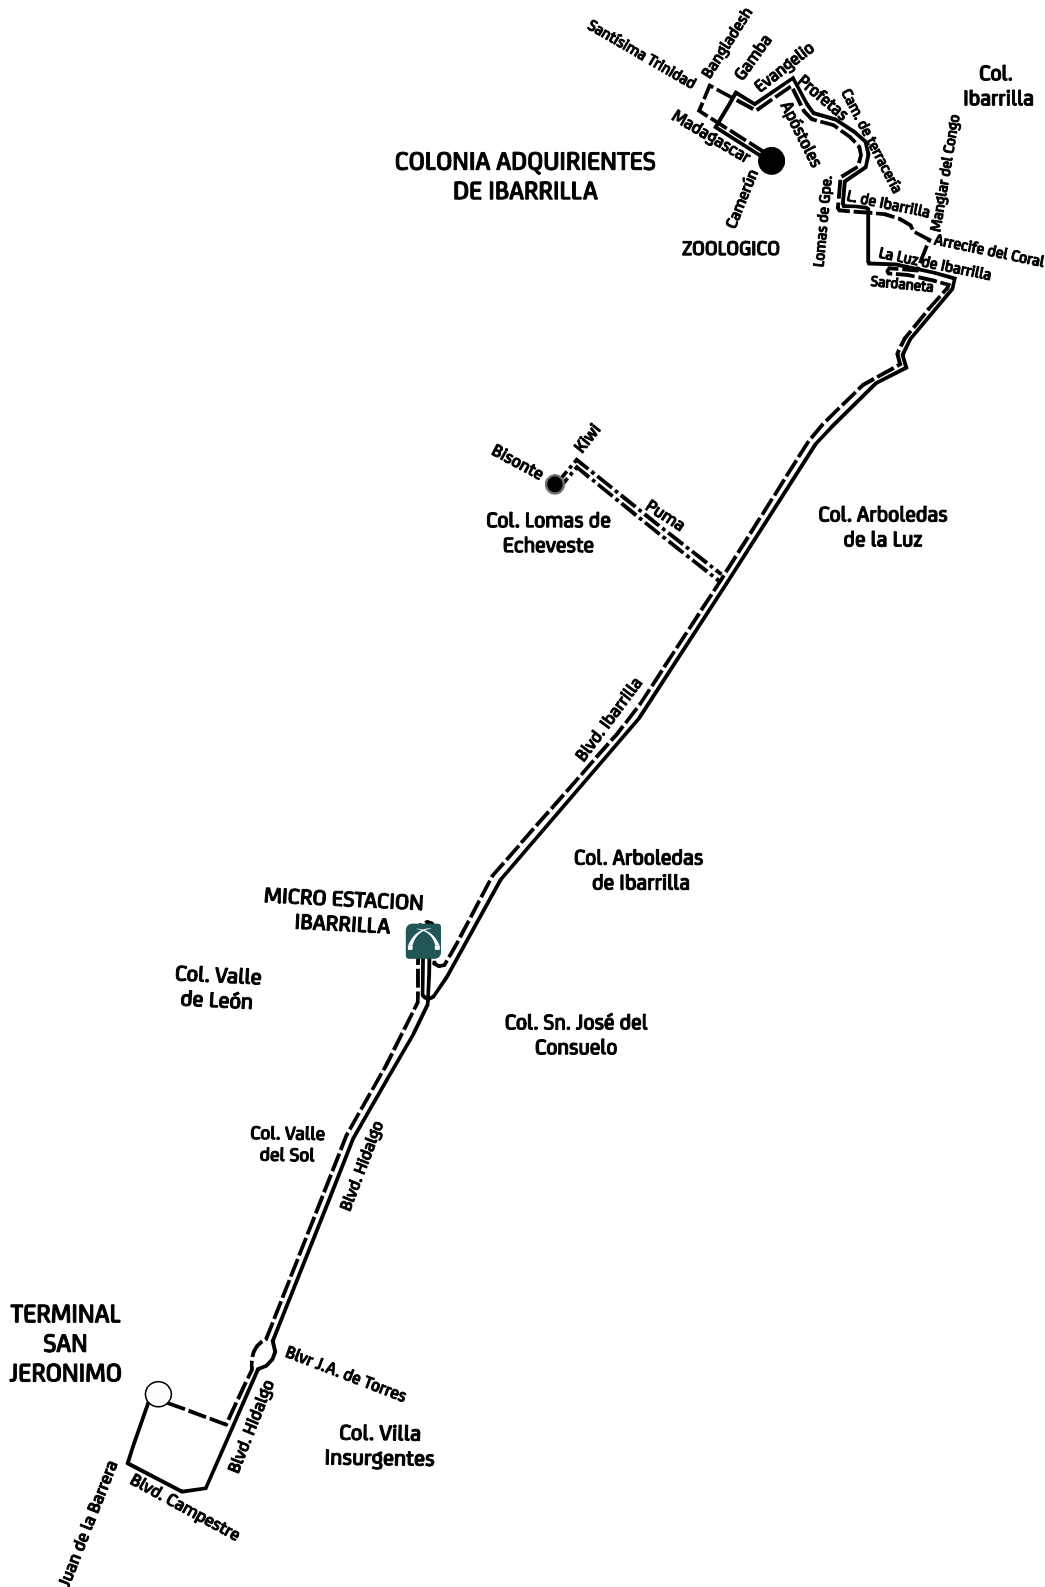 Santísima Trinidad
Bangladesh
Gamba
Evangelio
Profetas
Apóstoles
Cam. de terracería
Col.
Ibarrilla
Manglar del Congo
Madagascar
Camerún
COLONIA ADQUIRIENTES
DE IBARRILLA
ZOOLOGICO
Lomas de Gpe.
L. de Ibarrilla
Arrecife del Coral
La Luz de Ibarrilla
Sardaneta
Bisonte
Kiwi
Puma
Col. Lomas de
Echeveste
Col. Arboledas
de la Luz
Blvd. Ibarrilla
Col. Arboledas
de Ibarrilla
MICRO ESTACION
IBARRILLA
Col. Valle
de León
Col. Sn. José del
Consuelo
Col. Valle
del Sol
Blvd. Hidalgo
TERMINAL
SAN
JERONIMO
Blvr J.A. de Torres
Blvd. Hidalgo
Col. Villa
Insurgentes
Blvd. Campestre
Juan de la Barrera